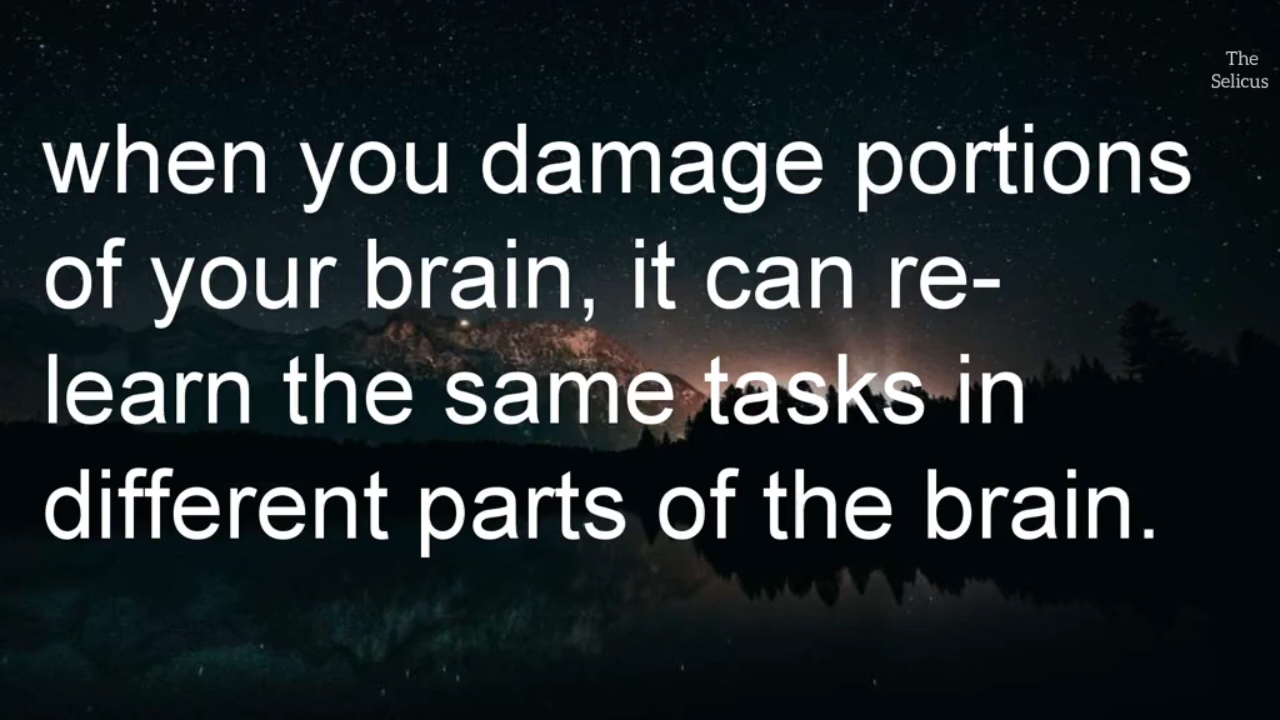 The
Selicus
when you damage portions
of your brain, it can re-
learn the same tasks in
different parts of the brain.